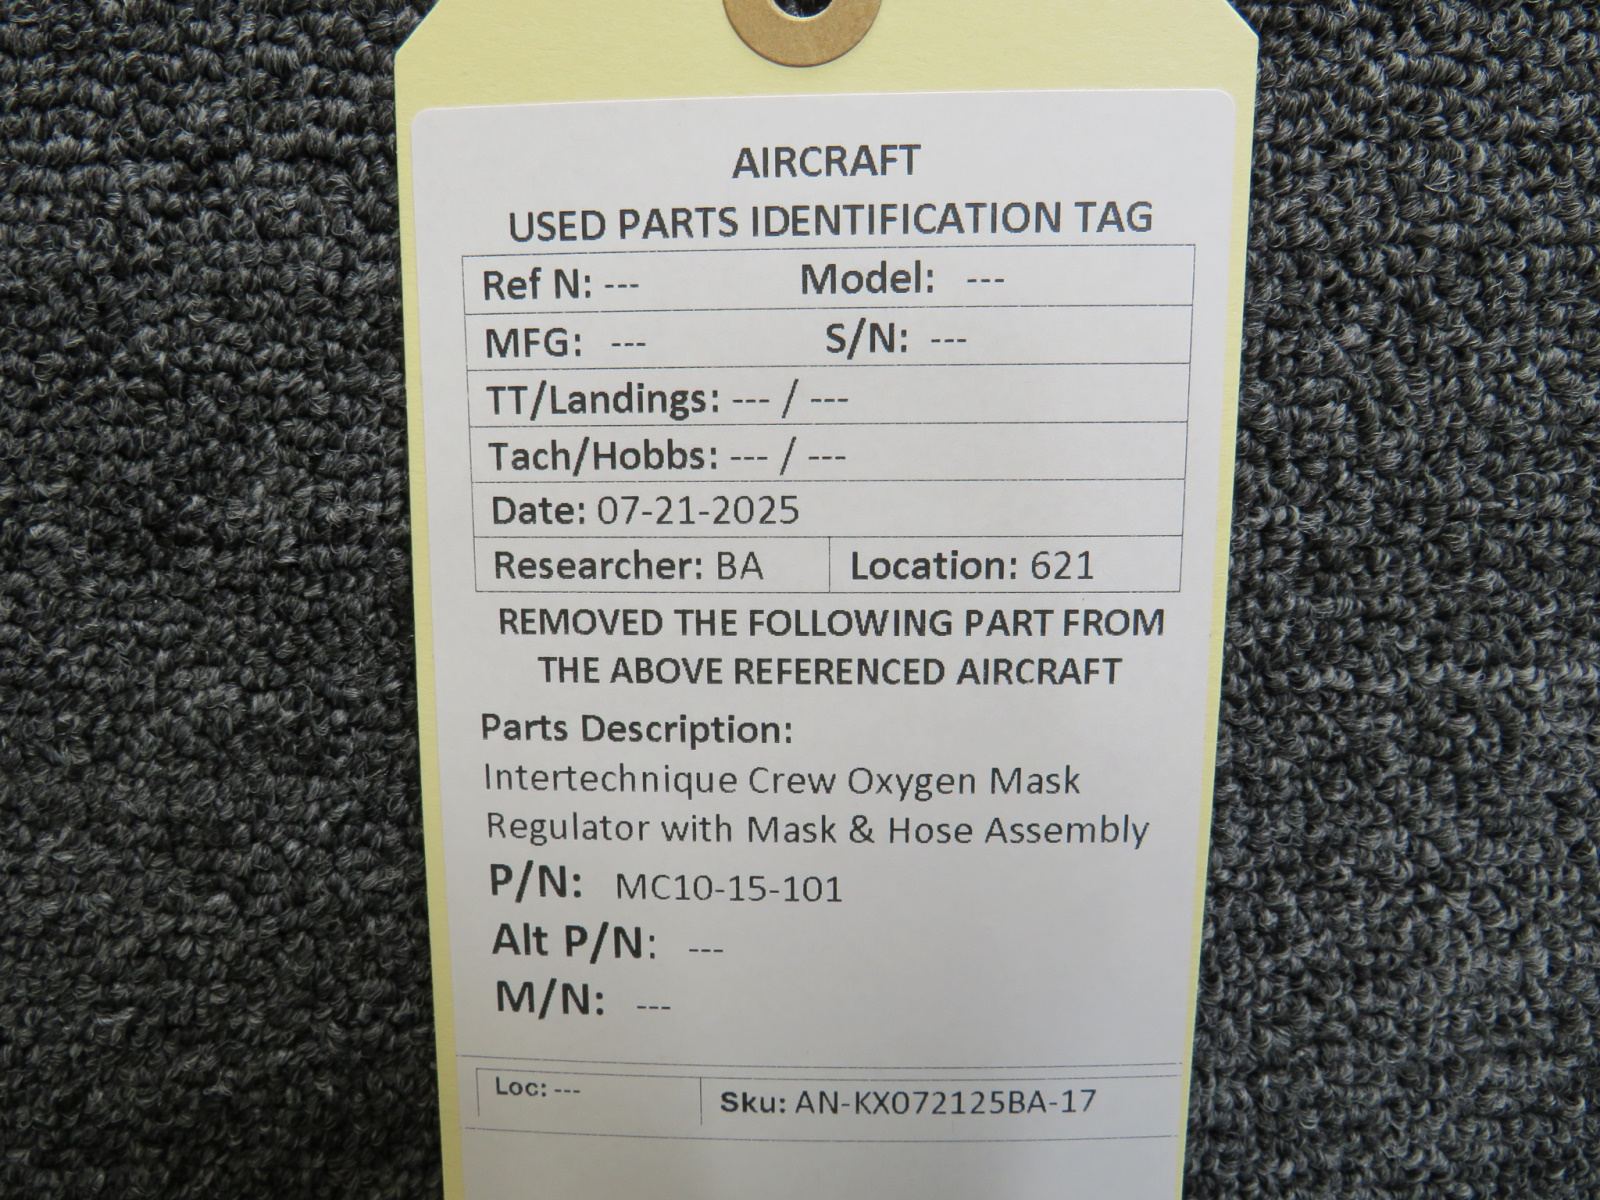 AIRCRAFT
USED PARTS IDENTIFICATION TAG
Ref N: --- Model: ---
MFG: --- S/N: ---
TT/Landings: --- / ---
Tach/Hobbs: --- / ---
Date: 07-21-2025
Researcher: BA Location: 621
REMOVED THE FOLLOWING PART FROM
THE ABOVE REFERENCED AIRCRAFT
Parts Description:
Intertechnique Crew Oxygen Mask
Regulator with Mask & Hose Assembly
P/N: MC10-15-101
Alt P/N: ---
M/N: ---
Loc: --- Sku: AN-KX072125BA-17